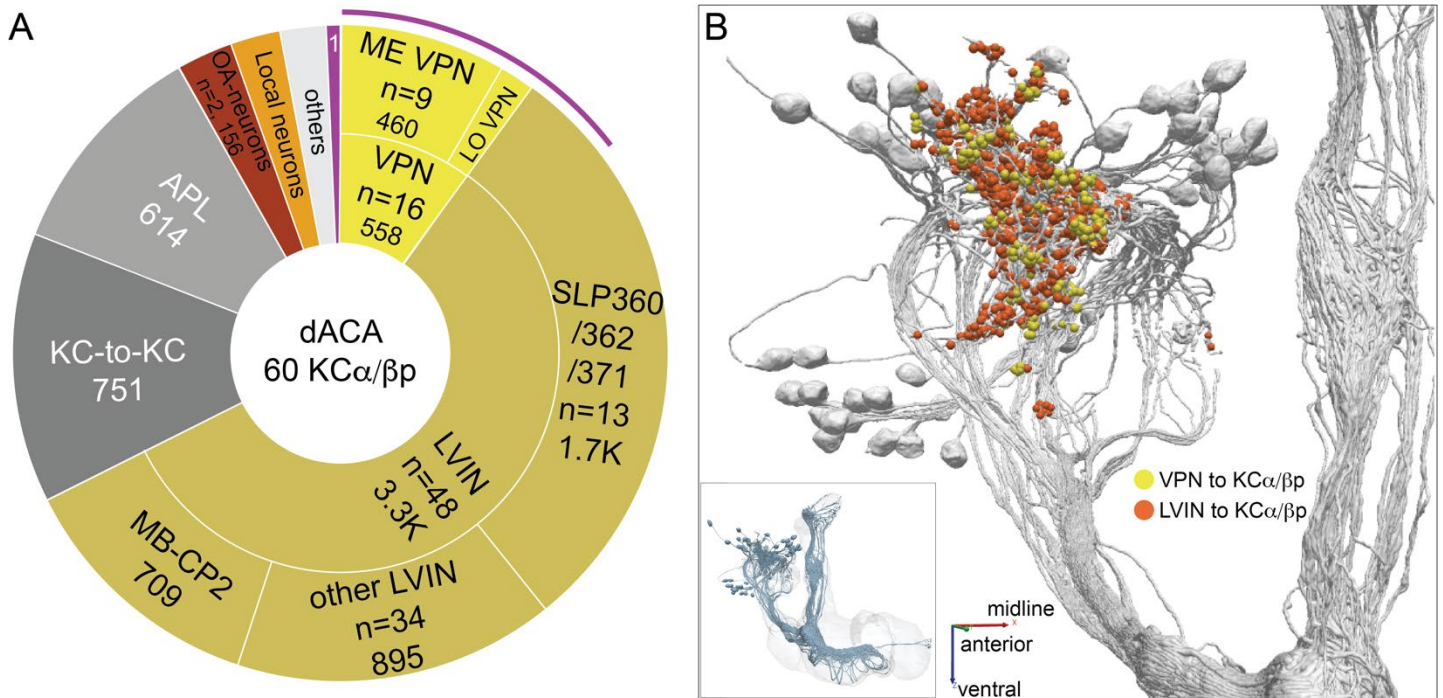 A
ME VPN
n=9
460
LO VPN
VPN
n=16
558
SLP360
/362
/371
n=13
1.7K
LVIN
n=48
3.3K
other LVIN
n=34
895
MB-CP2
709
KC-to-KC
751
APL
614
OA-neurons
n=2, 156
Local neurons
others
1
dACA
60 KCα/βp
B
VPN to KCα/βp
LVIN to KCα/βp
midline
x
anterior
z
ventral